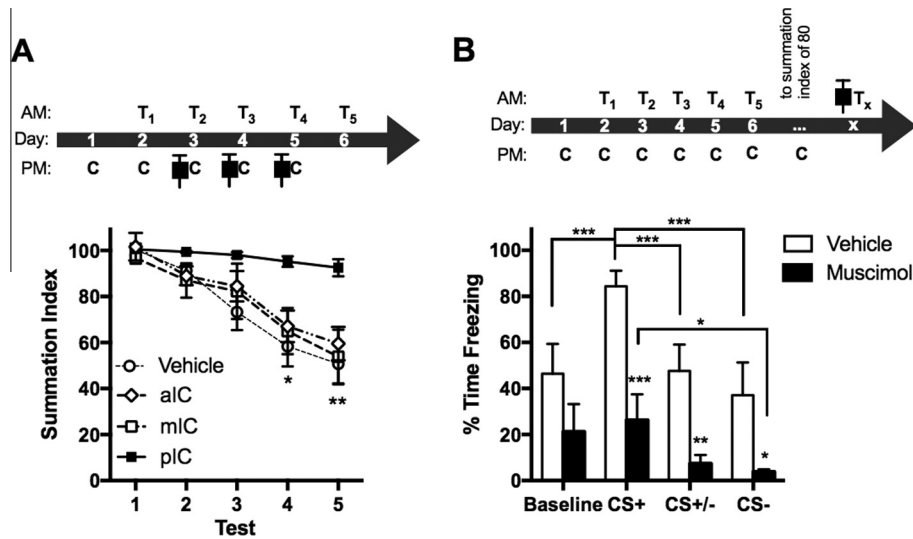 A
AM: T1 T2 T3 T4 T5
Day: 1 2 3 4 5 6
PM: C C C C C
100
80
60
40
20
0
Summation Index
Vehicle
aIC
mIC
pIC
*
**
1 2 3 4 5
Test
B
to summation
index of 80
AM: T1 T2 T3 T4 T5 Tx
Day: 1 2 3 4 5 6 ... x
PM: C C C C C C
100
80
60
40
20
0
% Time Freezing
***
***
***
*
***
**
*
Vehicle
Muscimol
Baseline CS+ CS+/- CS-